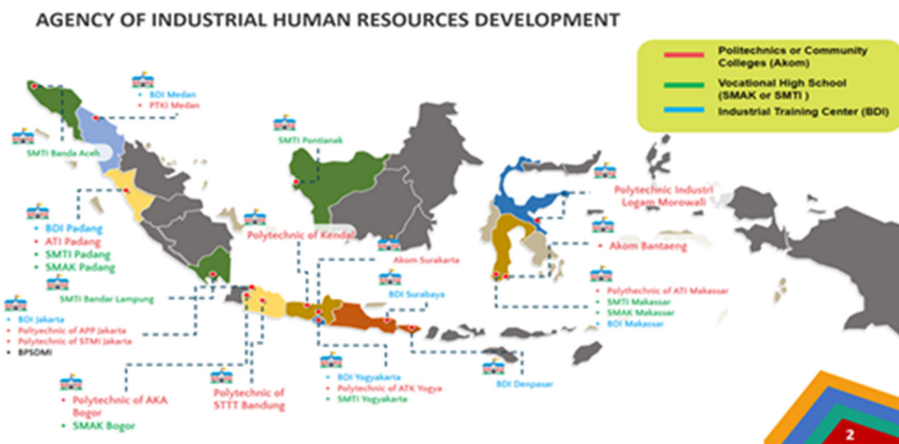 AGENCY OF INDUSTRIAL HUMAN RESOURCES DEVELOPMENT
Politechnics or Community
Colleges (Akom)
Vocational High School
(SMAK or SMTI )
Industrial Training Center (BDI)
• BDI Medan
• PTKI Medan
SMTI Banda Aceh
SMTI Pontianak
Polytechnic Industri
Logam Morowali
• BDI Padang
• ATI Padang
• SMTI Padang
• SMAK Padang
Polytechnic of Kendal
Akom Surakarta
• Akom Bantaeng
SMTI Bandar Lampung
BDI Surabaya
• Polythechnic of ATI Makassar
• SMTI Makassar
• SMAK Makassar
• BDI Makassar
• BDI Jakarta
• Poltyechnic of APP Jakarta
• Polytechnic of STMI Jakarta
• BPSDMI
• Polytechnic of AKA
Bogor
• SMAK Bogor
Polytechnic of
STTT Bandung
• BDI Yogyakarta
• Polytechnic of ATK Yogya
• SMTI Yogyakarta
BDI Denpasar
2